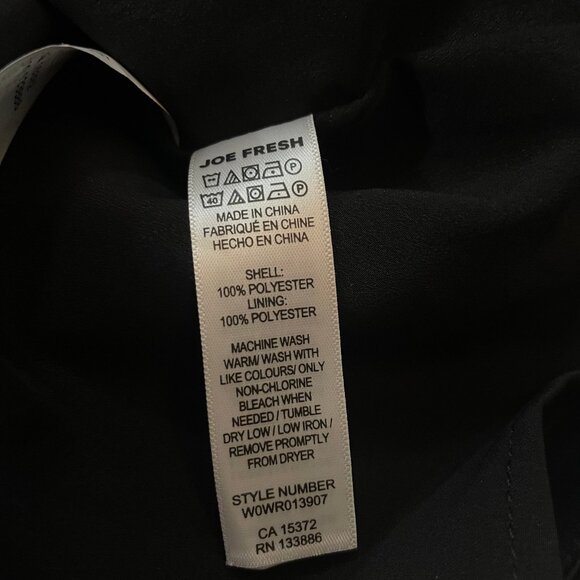 JOE FRESH
P
40 P
MADE IN CHINA
FABRIQUÉ EN CHINE
HECHO EN CHINA
SHELL:
100% POLYESTER
LINING:
100% POLYESTER
MACHINE WASH
WARM/ WASH WITH
LIKE COLOURS/ ONLY
NON-CHLORINE
BLEACH WHEN
NEEDED / TUMBLE
DRY LOW / LOW IRON /
REMOVE PROMPTLY
FROM DRYER
STYLE NUMBER
W0WR013907
CA 15372
RN 133886